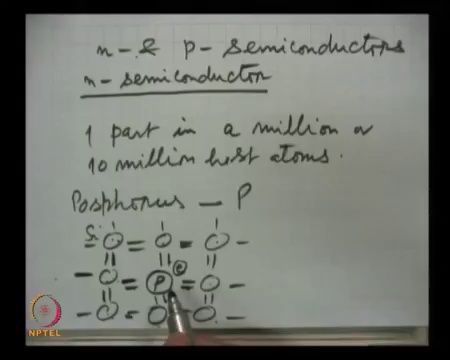 n- & p- semiconductors
n- semiconductor
1 part in a million or
10 million host atoms.
Posphorus — P
Si
P e
NPTEL